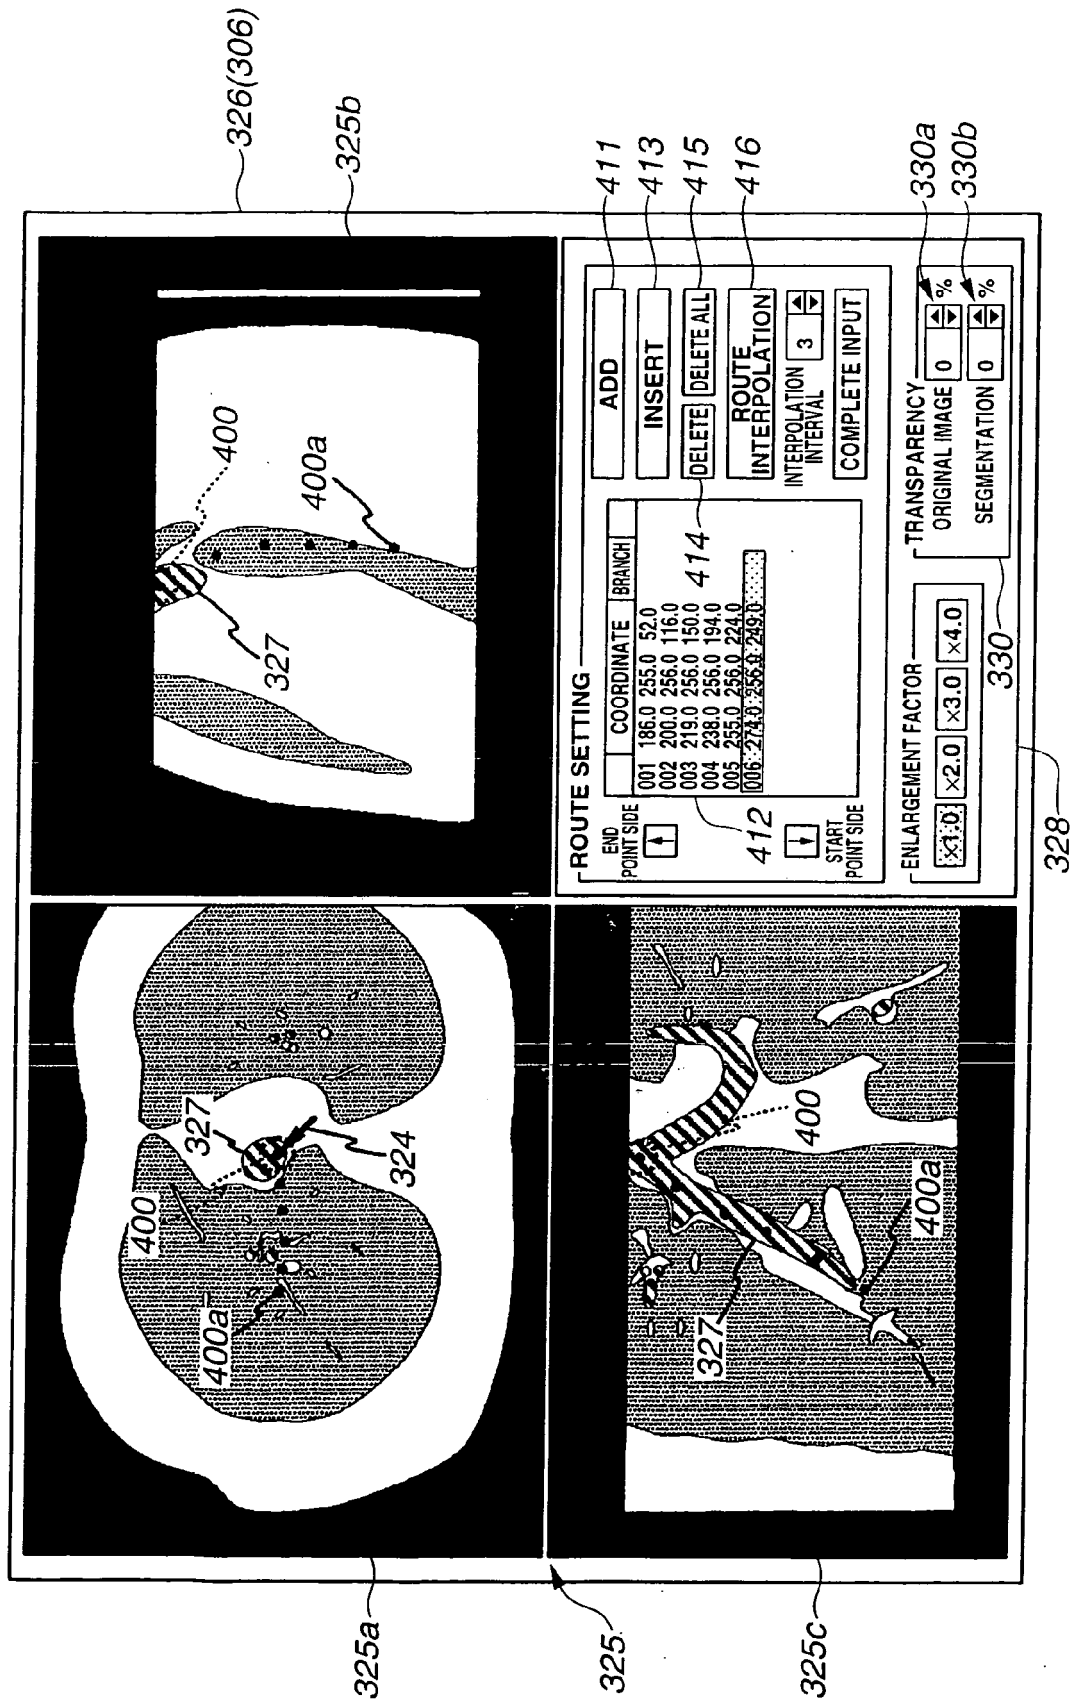 326(306)
325b
325a
400
327
324
400a
400
400a
327
ROUTE SETTING
END
POINT SIDE
COORDINATE BRANCH
001 186.0 255.0 52.0
002 200.0 256.0 116.0
003 219.0 256.0 150.0
004 238.0 256.0 194.0
005 255.0 256.0 224.0
006 274.0 256.0 249.0
412
START
POINT SIDE
ADD
411
INSERT
413
DELETE DELETE ALL
414
415
ROUTE
INTERPOLATION
416
INTERPOLATION
INTERVAL
3
COMPLETE INPUT
ENLARGEMENT FACTOR
×1.0 ×2.0 ×3.0 ×4.0
TRANSPARENCY
ORIGINAL IMAGE 0 %
SEGMENTATION 0 %
330a
330b
330
328
325
325c
327
400
400a